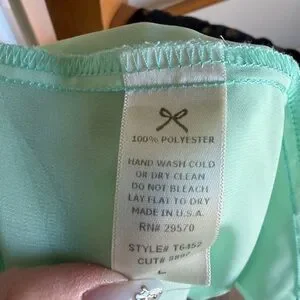 100% POLYESTER
HAND WASH COLD
OR DRY CLEAN
DO NOT BLEACH
LAY FLAT TO DRY
MADE IN U.S.A.
RN# 29570
STYLE# T6452
CUT#
L